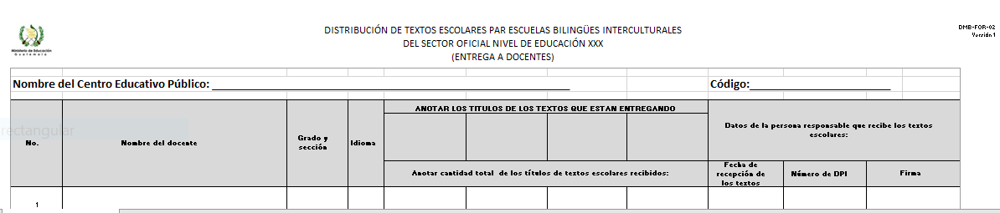 DISTRIBUCIÓN DE TEXTOS ESCOLARES PAR ESCUELAS BILINGÜES INTERCULTURALES
DEL SECTOR OFICIAL NIVEL DE EDUCACIÓN XXX
(ENTREGA A DOCENTES)
DMB-FOR-02
Versión 1
Ministerio de Educación
Guatemala
Nombre del Centro Educativo Público: ____________________ Código:____________________
No.
Nombre del docente
Grado y
sección
Idioma
ANOTAR LOS TITULOS DE LOS TEXTOS QUE ESTAN ENTREGANDO
Anotar cantidad total de los títulos de textos escolares recibidos:
Datos de la persona responsable que recibe los textos
escolares:
Fecha de
recepción de
los textos
Número de DPI
Firma
rectangular
1